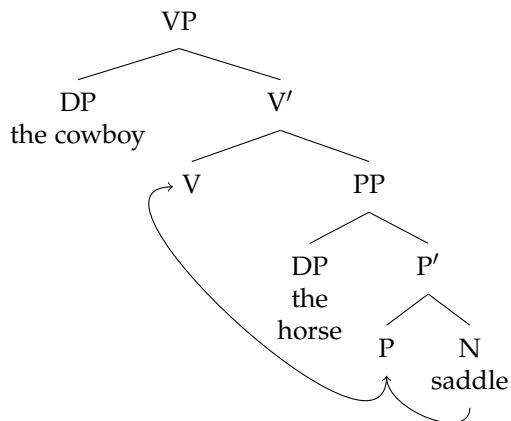 VP
DP
the cowboy
V′
V
PP
DP
the
horse
P′
P
N
saddle